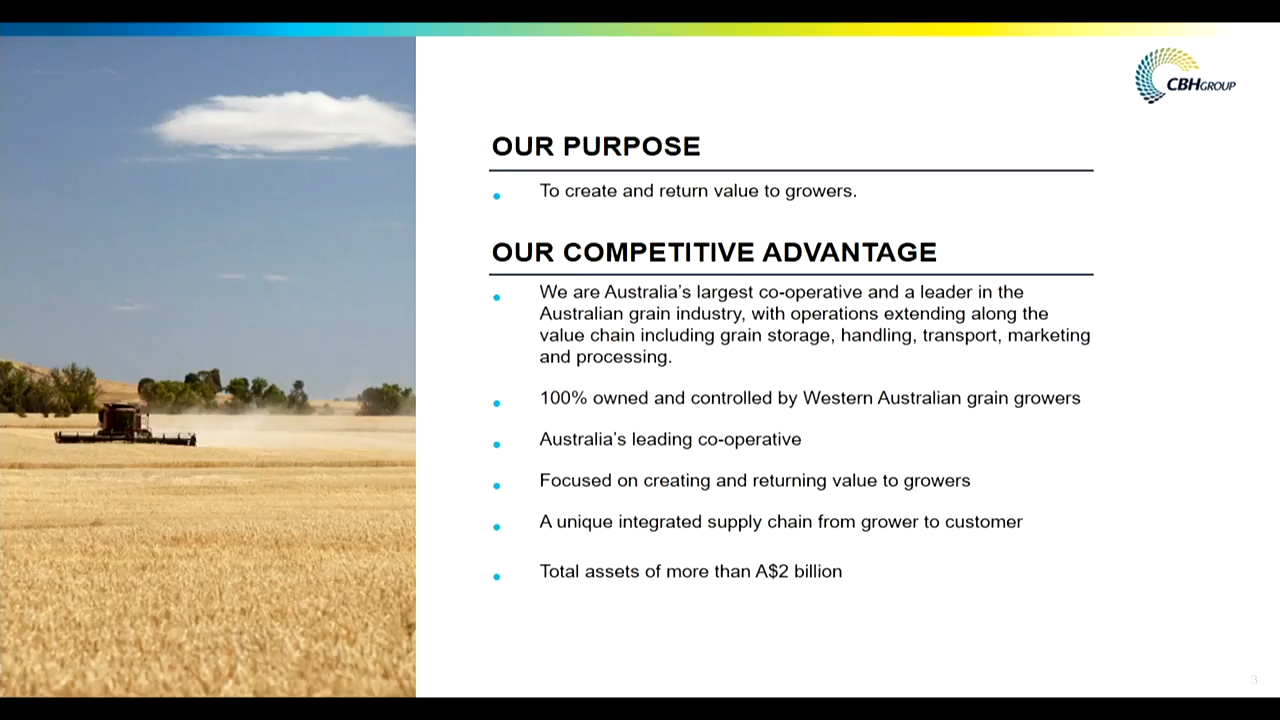 CBHGROUP
OUR PURPOSE
To create and return value to growers.
OUR COMPETITIVE ADVANTAGE
We are Australia’s largest co-operative and a leader in the
Australian grain industry, with operations extending along the
value chain including grain storage, handling, transport, marketing
and processing.
100% owned and controlled by Western Australian grain growers
Australia’s leading co-operative
Focused on creating and returning value to growers
A unique integrated supply chain from grower to customer
Total assets of more than A$2 billion
3